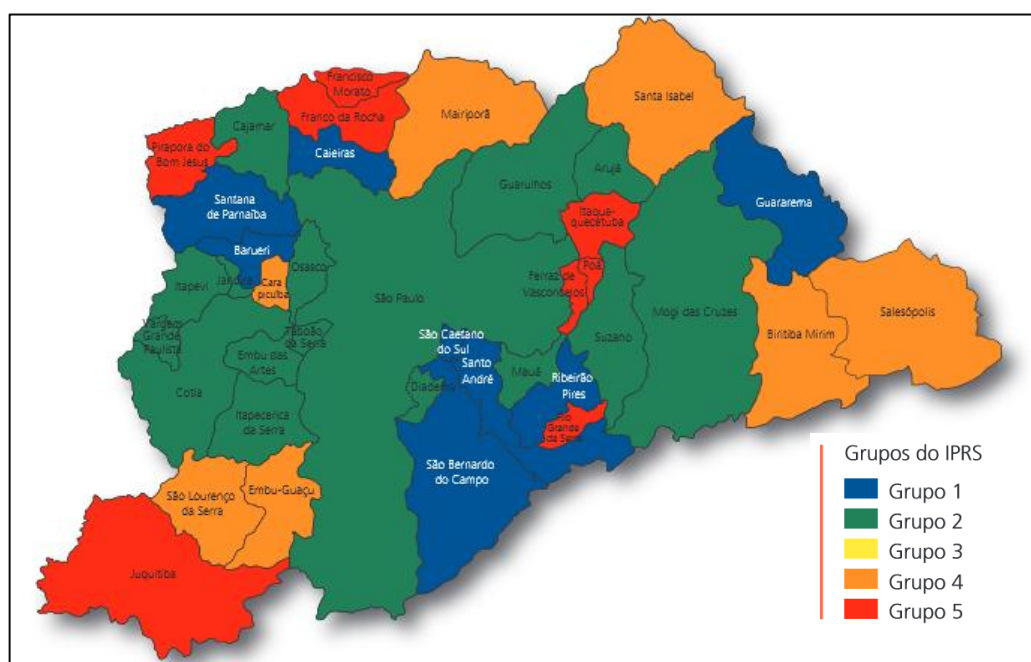 Francisco
Morato
Franco da Rocha
Cajamar
Pirapora do
Bom Jesus
Caieiras
Mairiporã
Santa Isabel
Santana
de Parnaíba
Guarulhos
Arujá
Itaqua-
quecetuba
Guararema
Barueri
Itapevi
Jandira
Cara
picuíba
Osasco
São Paulo
Ferraz de
Vasconcelos
Poá
Suzano
Mogi das Cruzes
Biritiba Mirim
Salesópolis
Vargem
Grande
Paulista
Taboão
da Serra
Embu das
Artes
Cotia
Itapecerica
da Serra
São Caetano
do Sul
Santo
André
Diadema
Mauá
Ribeirão
Pires
Rio
Grande
da Serra
São Bernardo
do Campo
São Lourenço
da Serra
Embu-Guaçu
Juquitiba
Grupos do IPRS
Grupo 1
Grupo 2
Grupo 3
Grupo 4
Grupo 5